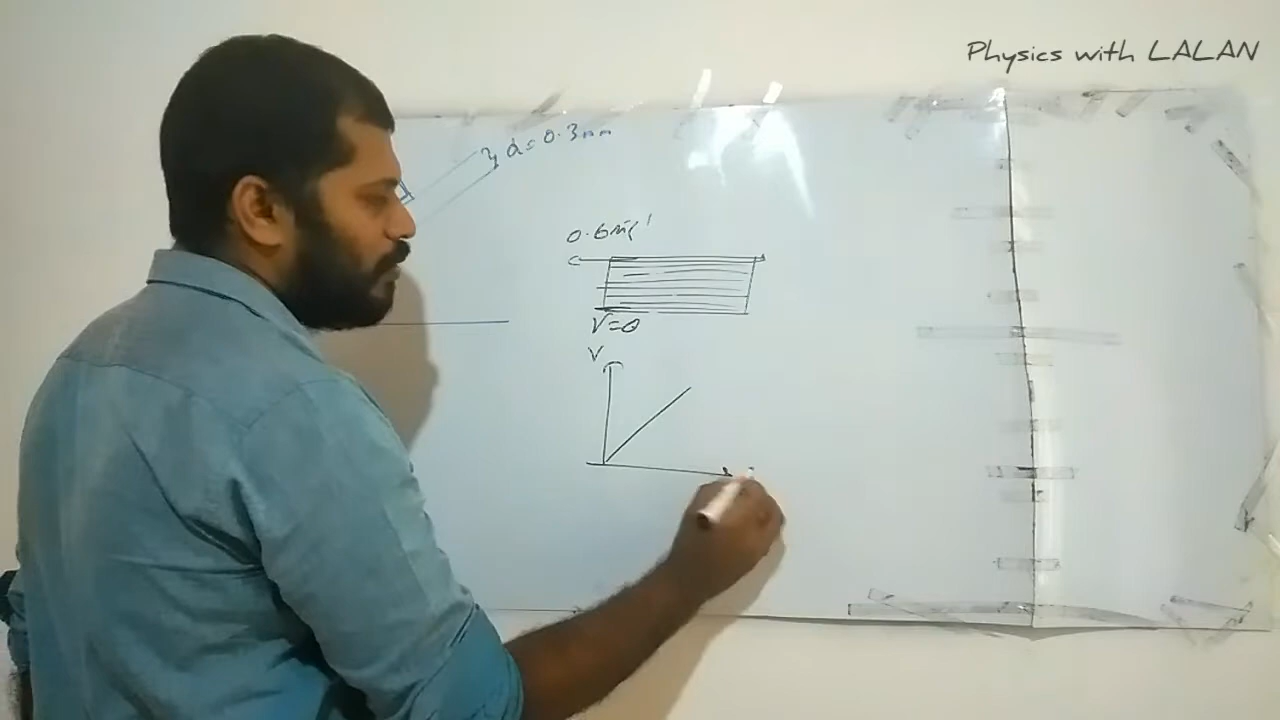 Physics with LALAN
d = 0.3mm
0.6ms⁻¹
V=0
V